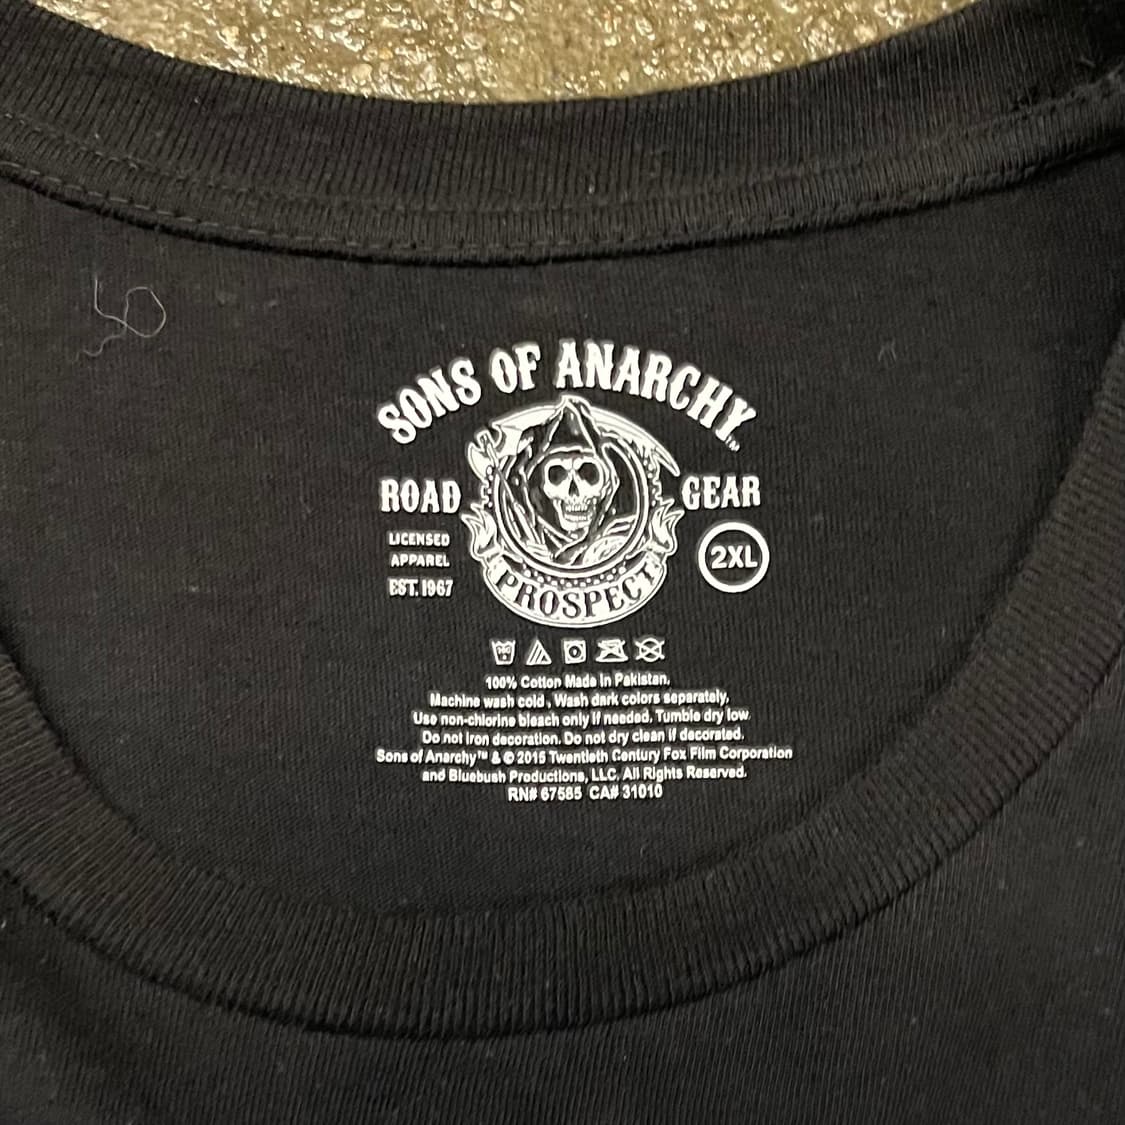 SONS OF ANARCHY™
ROAD
GEAR
LICENSED
APPAREL
EST. 1967
2XL
PROSPECT
100% Cotton Made In Pakistan.
Machine wash cold, Wash dark colors separately,
Use non-chlorine bleach only if needed, Tumble dry low
Do not Iron decoration. Do not dry clean if decorated.
Sons of Anarchy™ & © 2015 Twentieth Century Fox Film Corporation
and Bluebush Productions, LLC. All Rights Reserved.
RN# 67585 CA# 31010